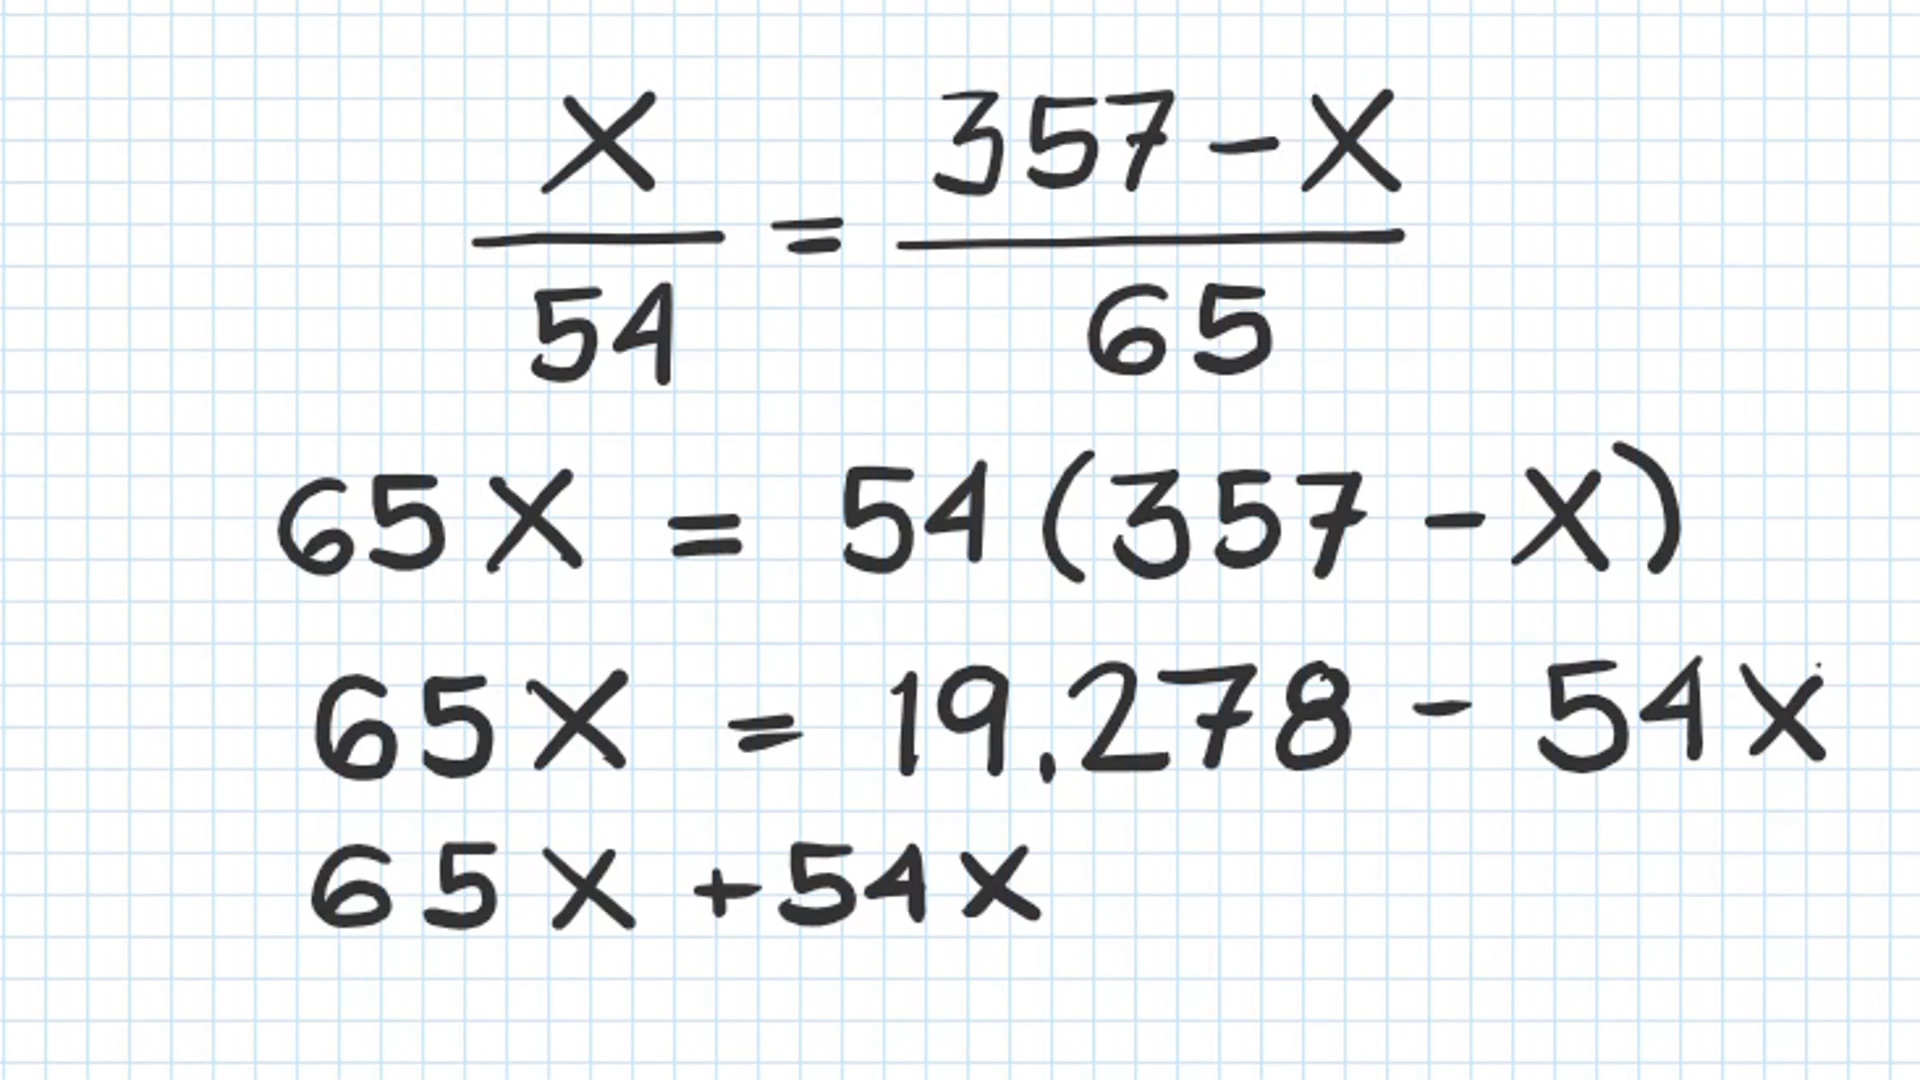 X/54 = 357-X/65
65X = 54(357-X)
65X = 19.278 - 54X
65X +54X